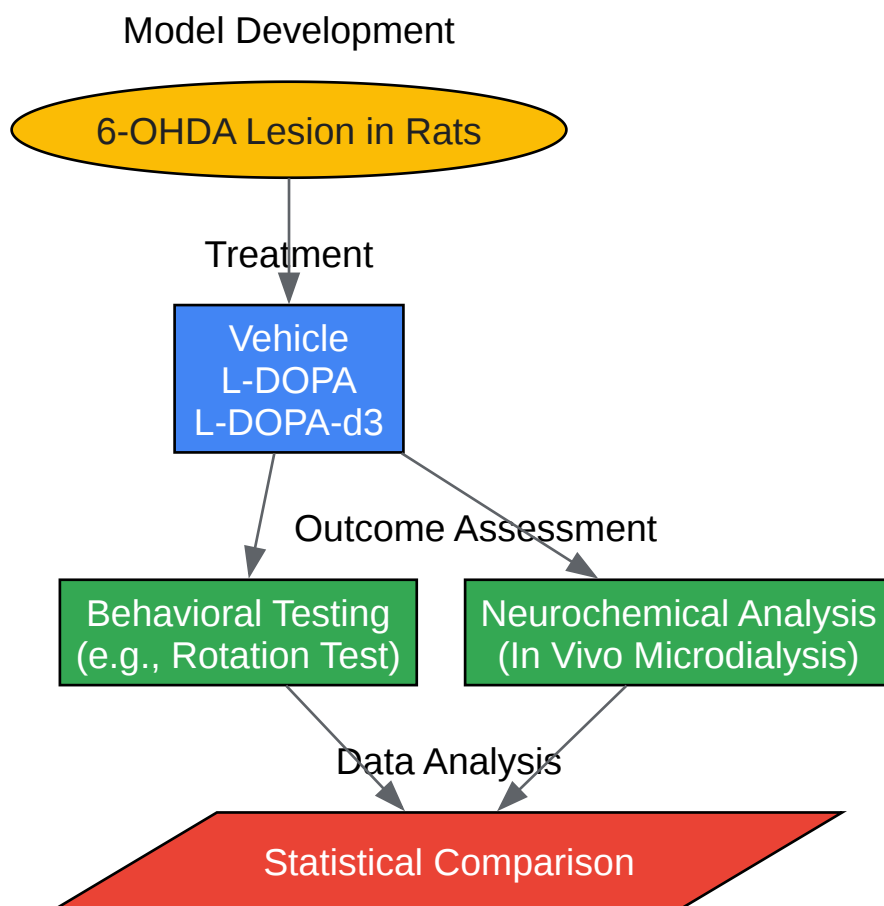 Model Development
6-OHDA Lesion in Rats
Treatment
Vehicle
L-DOPA
L-DOPA-d3
Outcome Assessment
Behavioral Testing
(e.g., Rotation Test)
Neurochemical Analysis
(In Vivo Microdialysis)
Data Analysis
Statistical Comparison